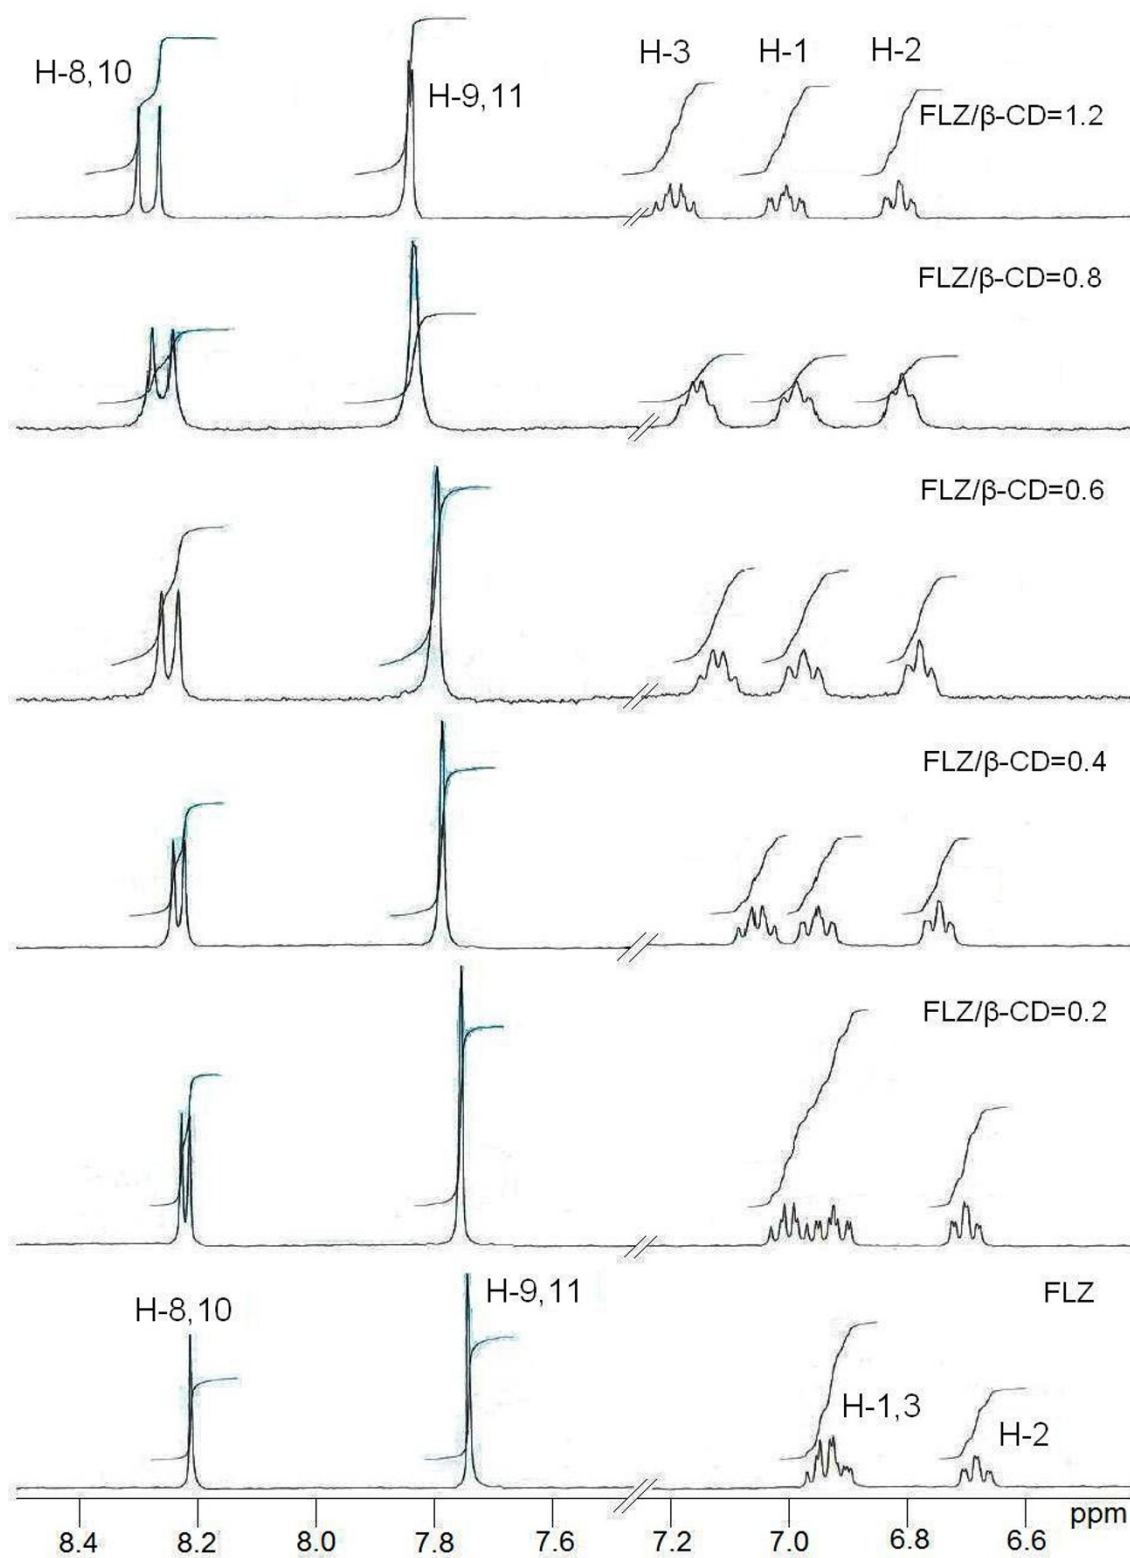 H-3 H-1 H-2
H-8,10
H-9,11
FLZ/β-CD=1.2
FLZ/β-CD=0.8
FLZ/β-CD=0.6
FLZ/β-CD=0.4
FLZ/β-CD=0.2
H-8,10 H-9,11 FLZ
H-1,3
H-2
ppm
8.4 8.2 8.0 7.8 7.6 7.2 7.0 6.8 6.6